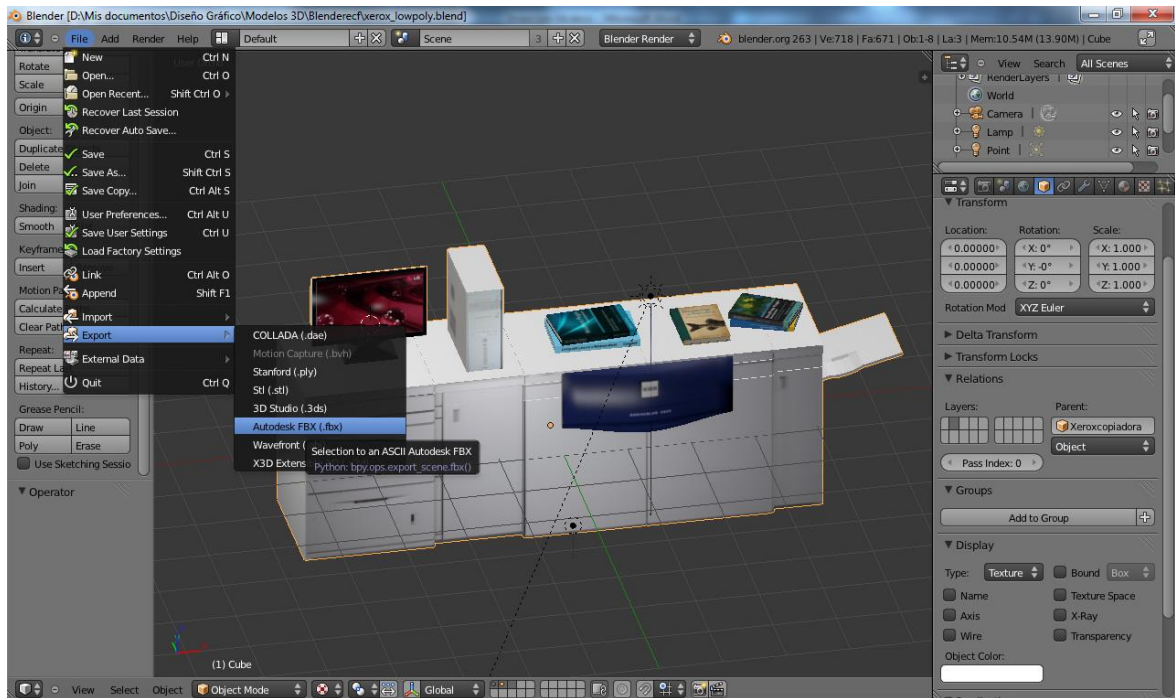 Blender [D:\Mis documentos\Diseño Gráfico\Modelos 3D\Blenderecf\xerox_lowpoly.blend]
File Add Render Help Default Scene 3 Blender Render blender.org 263 | Ve:718 | Fa:671 | Ob:1-8 | La:3 | Mem:10.54M (13.90M) | Cube
Rotate
Scale
Origin
Object:
Duplicate
Delete
Join
Shading:
Smooth
Keyframe
Insert
Motion Pa
Calculate
Clear Pat
Repeat:
Repeat La
History...
Grease Pencil:
Draw Line
Poly Erase
Use Sketching Sessio
Operator
New Ctrl N
Open... Ctrl O
Open Recent... Shift Ctrl O
Recover Last Session
Recover Auto Save...
Save Ctrl S
Save As... Shift Ctrl S
Save Copy... Ctrl Alt S
User Preferences... Ctrl Alt U
Save User Settings Ctrl U
Load Factory Settings
Link Ctrl Alt O
Append Shift F1
Import
Export
External Data
Quit Ctrl Q
COLLADA (.dae)
Motion Capture (.bvh)
Stanford (.ply)
Stl (.stl)
3D Studio (.3ds)
Autodesk FBX (.fbx)
Wavefront (
X3D Extens
Selection to an ASCII Autodesk FBX
Python: bpy.ops.export_scene.fbx()
(1) Cube
View Select Object Object Mode Global
View Search All Scenes
RenderLayers |
World
Camera |
Lamp |
Point |
Transform
Location: Rotation: Scale:
0.00000 X: 0° X: 1.000
0.00000 Y: -0° Y: 1.000
0.00000 Z: 0° Z: 1.000
Rotation Mod XYZ Euler
Delta Transform
Transform Locks
Relations
Layers: Parent:
Xeroxcopiadora
Object
Pass Index: 0
Groups
Add to Group
Display
Type: Texture Bound Box
Name Texture Space
Axis X-Ray
Wire Transparency
Object Color: